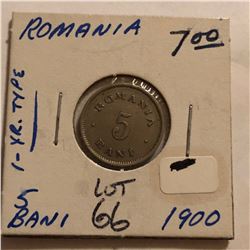 ROMANIA
7.00
1-YR. TYPE
ROMANIA
5
BANI
LOT
66
5
BANI
1900